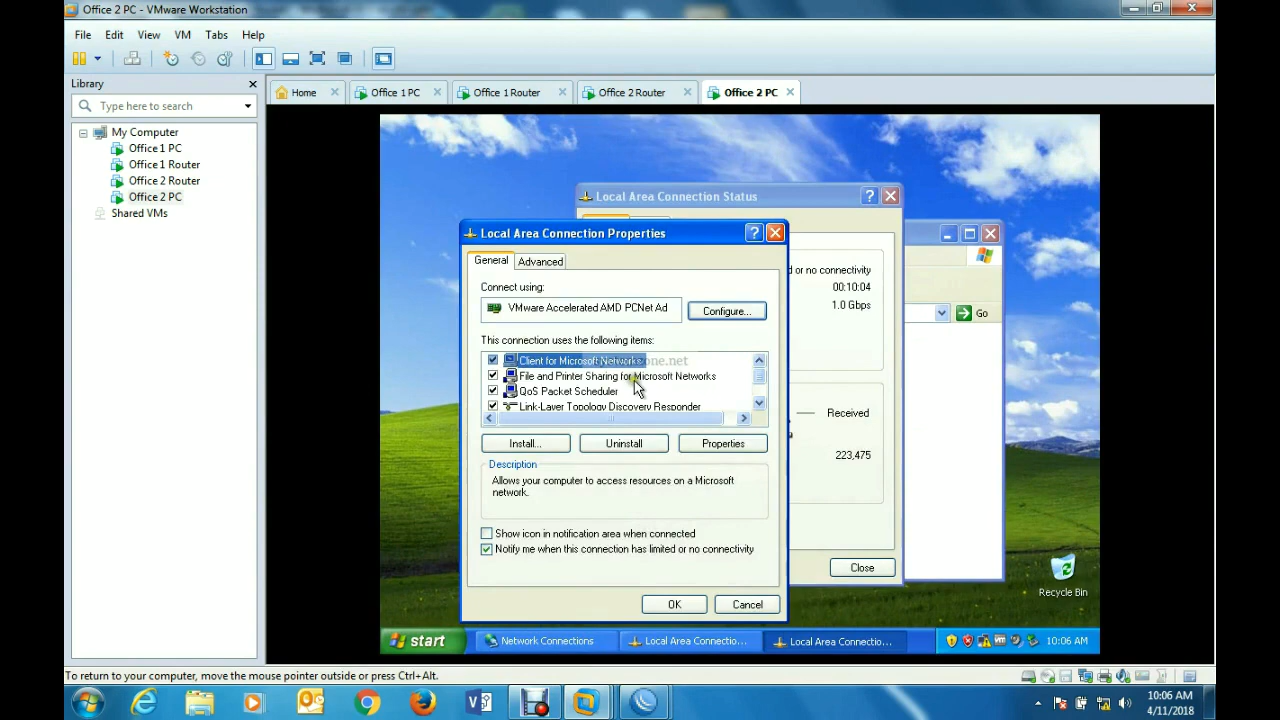 Office 2 PC - VMware Workstation
File Edit View VM Tabs Help
Library
Type here to search
Home Office 1 PC Office 1 Router Office 2 Router Office 2 PC
My Computer
Office 1 PC
Office 1 Router
Office 2 Router
Office 2 PC
Shared VMs
Local Area Connection Status
Local Area Connection Properties
General Advanced
Connect using:
VMware Accelerated AMD PCNet Ad Configure...
This connection uses the following items:
Client for Microsoft Networks
File and Printer Sharing for Microsoft Networks
QoS Packet Scheduler
Link-Layer Topology Discovery Responder
Install... Uninstall Properties
Description
Allows your computer to access resources on a Microsoft
network.
Show icon in notification area when connected
Notify me when this connection has limited or no connectivity
OK Cancel
d or no connectivity
00:10:04
1.0 Gbps
Received
223,475
Close
Go
Recycle Bin
start Network Connections Local Area Connectio... Local Area Connectio... 10:06 AM
To return to your computer, move the mouse pointer outside or press Ctrl+Alt.
10:06 AM
4/11/2018